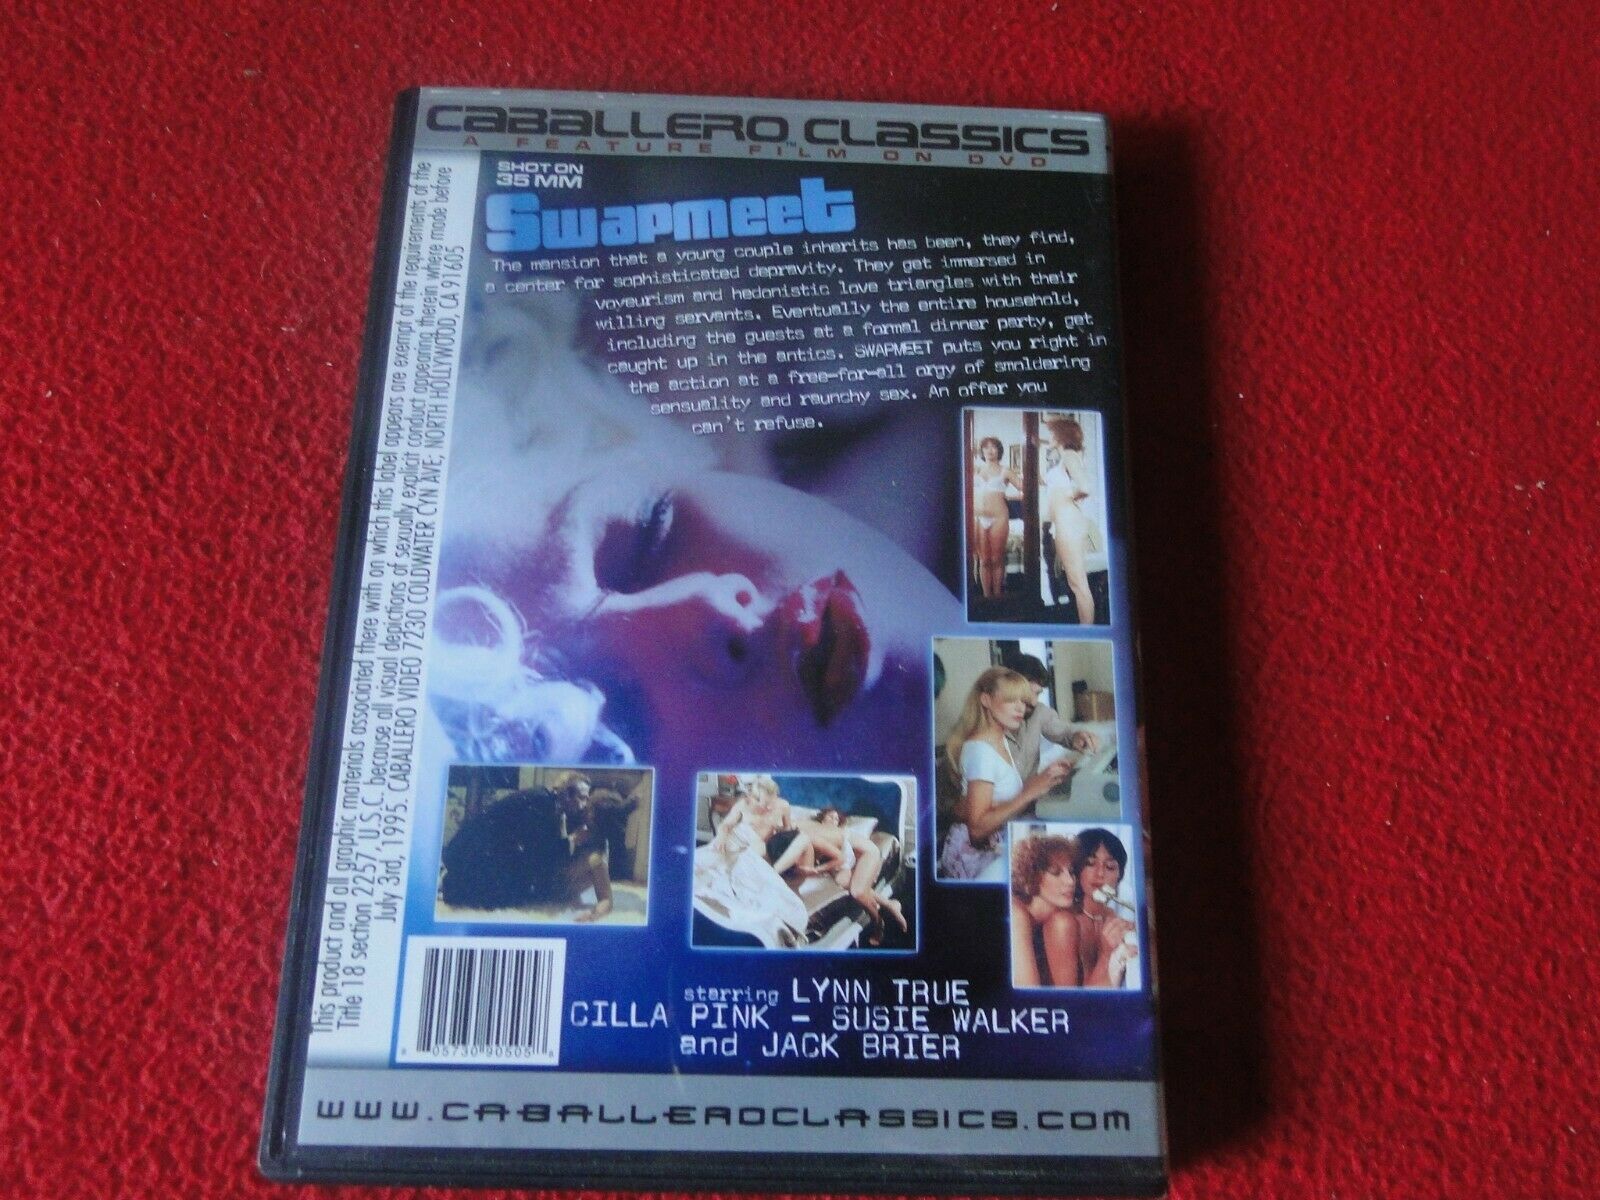 CABALLERO CLASSICS
TM
A FEATURE FILM ON DVD
SHOT ON
35 MM
Swapmeet
The mansion that a young couple inherits has been, they find,
a center for sophisticated depravity. They get immersed in
voyeurism and hedonistic love triangles with their
willing servants. Eventually the entire household,
including the guests at a formal dinner party, get
caught up in the antics. SWAPMEET puts you right in
the action at a free-for-all orgy of smoldering
sensuality and raunchy sex. An offer you
can't refuse.
This product and all graphic materials associated there with on which this label appears are exempt of the requirements of the
Title 18 section 2257. U.S.C. because all visual depictions of sexually explicit conduct appearing therein where made before
July 3rd, 1995. CABALLERO VIDEO 7230 COLDWATER CYN AVE; NORTH HOLLYWOOD, CA 91605
starring LYNN TRUE
CILLA PINK - SUSIE WALKER
and JACK BRIER
05730 90505
WWW.CABALLEROCLASSICS.COM